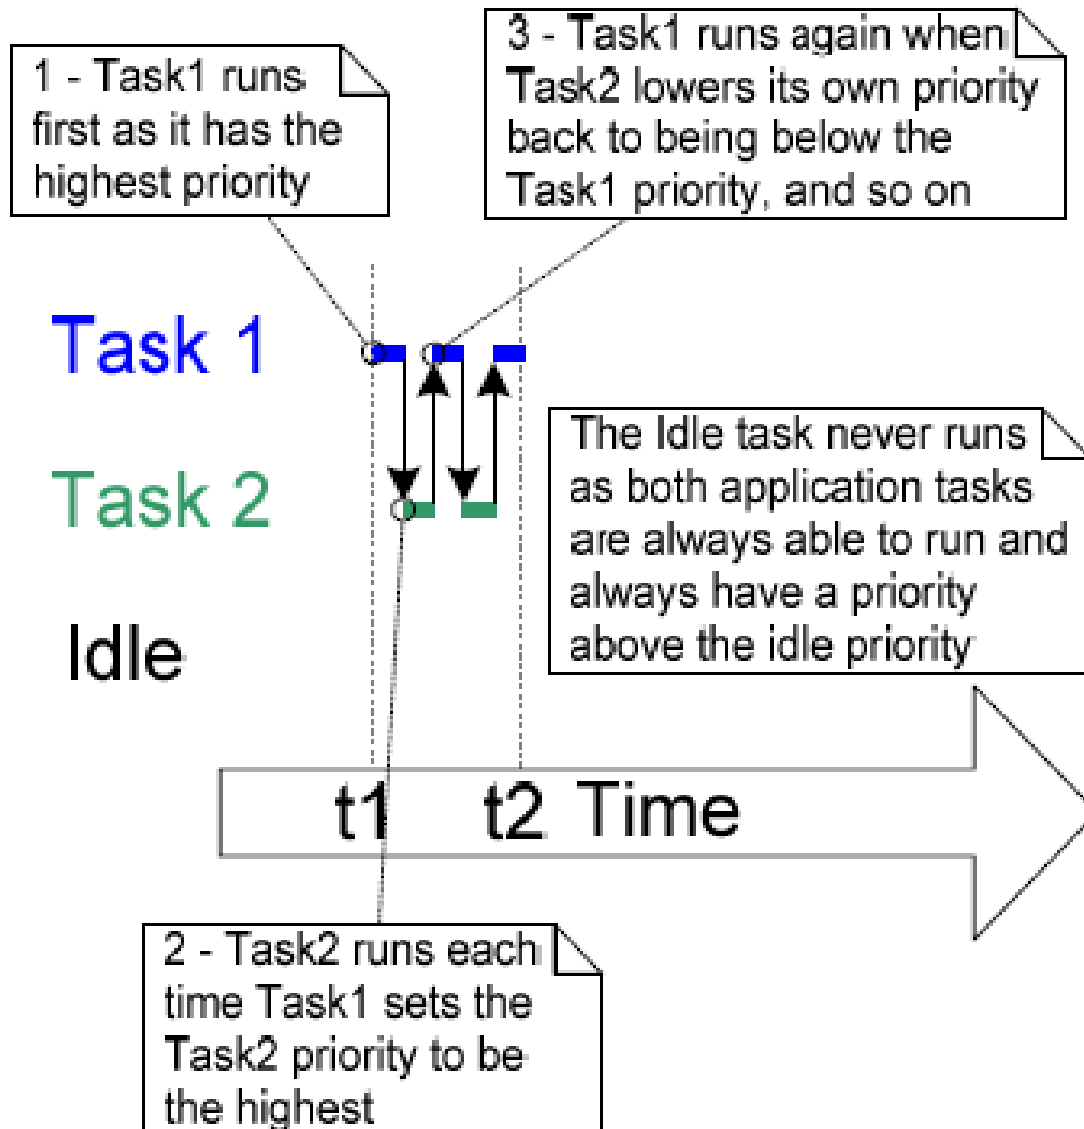 1 - Task1 runs
first as it has the
highest priority
3 - Task1 runs again when
Task2 lowers its own priority
back to being below the
Task1 priority, and so on
Task 1
Task 2
Idle
The Idle task never runs
as both application tasks
are always able to run and
always have a priority
above the idle priority
t1
t2
Time
2 - Task2 runs each
time Task1 sets the
Task2 priority to be
the highest